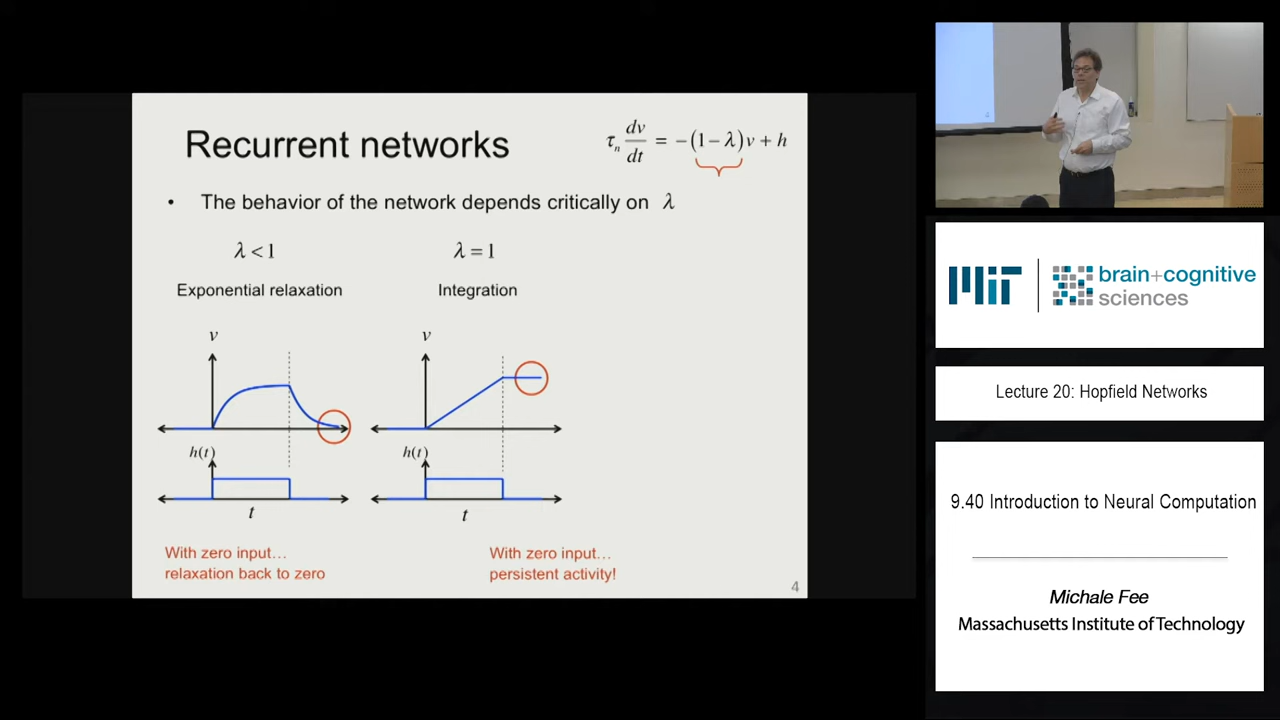 Recurrent networks
τn dv/dt = −(1 − λ)v + h
• The behavior of the network depends critically on λ
λ < 1
λ = 1
Exponential relaxation
Integration
v
v
h(t)
h(t)
t
t
With zero input…
relaxation back to zero
With zero input…
persistent activity!
4
MIT
brain+cognitive
sciences
Lecture 20: Hopfield Networks
9.40 Introduction to Neural Computation
Michale Fee
Massachusetts Institute of Technology